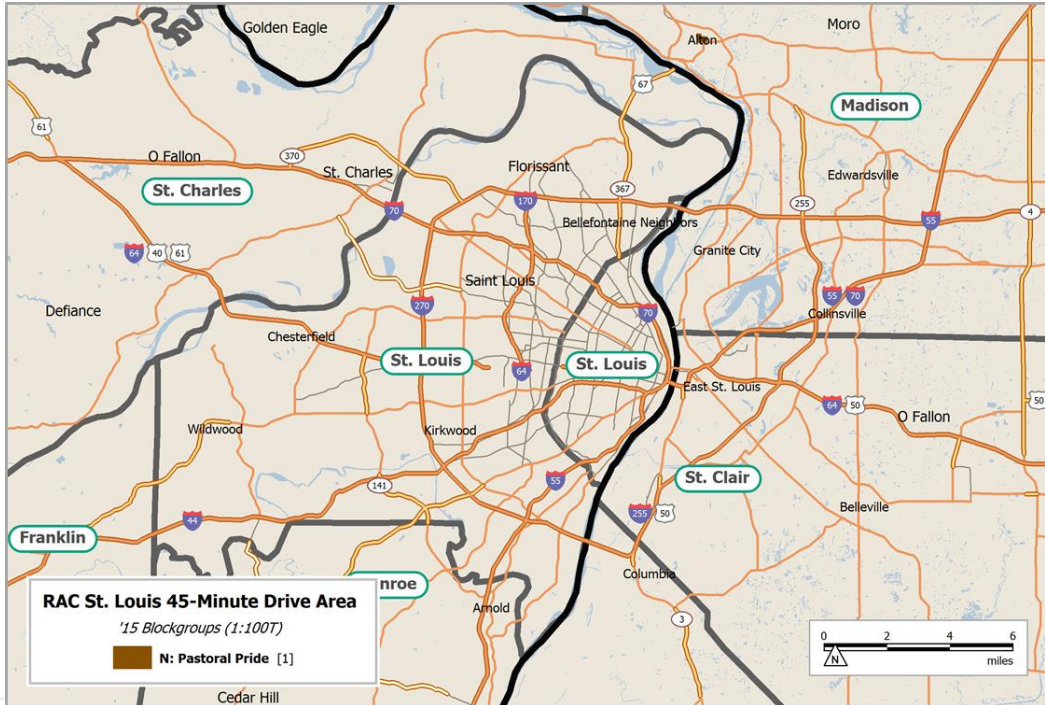 Golden Eagle
Moro
Alton
67
61
Madison
O Fallon
370
St. Charles
Florissant
Edwardsville
St. Charles
367
255
170
70
Bellefontaine Neighbors
55
4
64
40
61
Granite City
Saint Louis
55
70
270
70
Defiance
Collinsville
Chesterfield
St. Louis
St. Louis
64
East St. Louis
64
50
50
O Fallon
Wildwood
Kirkwood
141
55
St. Clair
Belleville
44
255
50
Franklin
Columbia
nroe
Arnold
3
RAC St. Louis 45-Minute Drive Area
'15 Blockgroups (1:100T)
N: Pastoral Pride [1]
0 2 4 6
N
miles
Cedar Hill